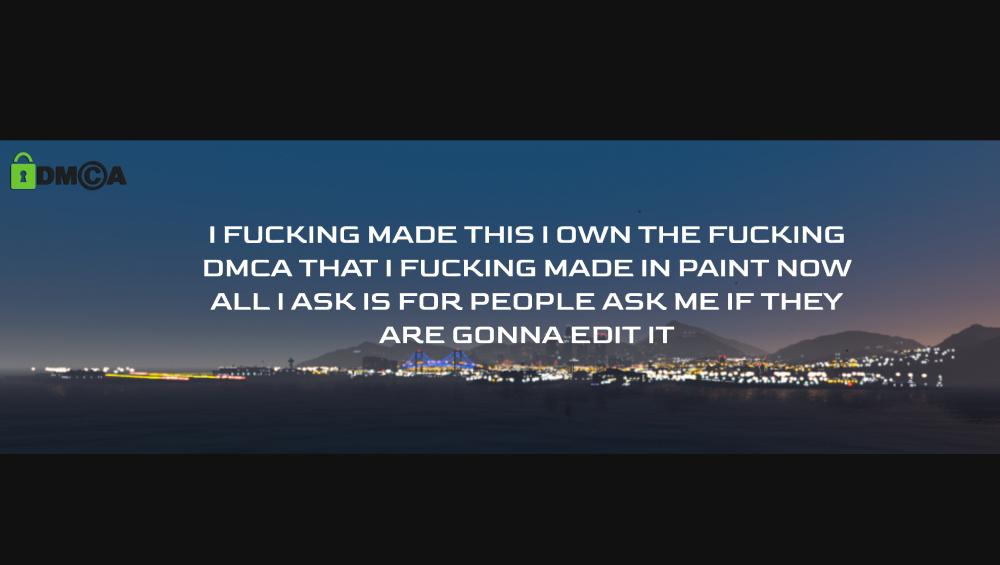 DMCA
I FUCKING MADE THIS I OWN THE FUCKING
DMCA THAT I FUCKING MADE IN PAINT NOW
ALL I ASK IS FOR PEOPLE ASK ME IF THEY
ARE GONNA EDIT IT